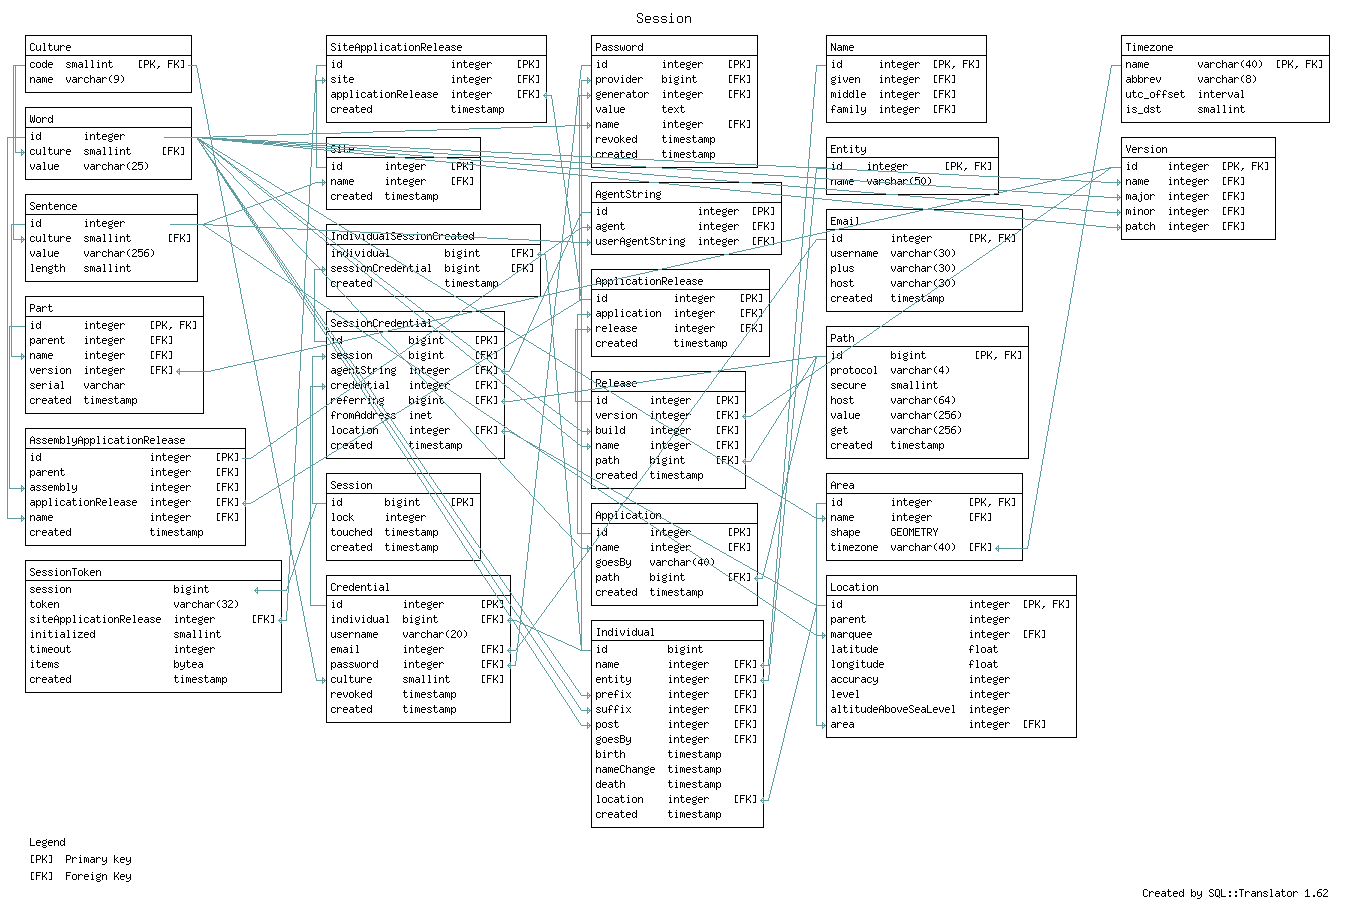 Session
Culture
code smallint [PK, FK]
name varchar(9)
Word
id integer
culture smallint [FK]
value varchar(25)
Sentence
id integer
culture smallint [FK]
value varchar(256)
length smallint
Part
id integer [PK, FK]
parent integer [FK]
name integer [FK]
version integer [FK]
serial varchar
created timestamp
AssemblyApplicationRelease
id integer [PK]
parent integer [FK]
assembly integer [FK]
applicationRelease integer [FK]
name integer [FK]
created timestamp
SessionToken
session bigint
token varchar(32)
siteApplicationRelease integer [FK]
initialized smallint
timeout integer
items bytea
created timestamp
SiteApplicationRelease
id integer [PK]
site integer [FK]
applicationRelease integer [FK]
created timestamp
Site
id integer [PK]
name integer [FK]
created timestamp
IndividualSessionCreated
individual bigint [FK]
sessionCredential bigint [FK]
created timestamp
SessionCredential
id bigint [PK]
session bigint [FK]
agentString integer [FK]
credential integer [FK]
referring bigint [FK]
fromAddress inet
location integer [FK]
created timestamp
Session
id bigint [PK]
lock integer
touched timestamp
created timestamp
Credential
id integer [PK]
individual bigint [FK]
username varchar(20)
email integer [FK]
password integer [FK]
culture smallint [FK]
revoked timestamp
created timestamp
Password
id integer [PK]
provider bigint [FK]
generator integer [FK]
value text
name integer [FK]
revoked timestamp
created timestamp
AgentString
id integer [PK]
agent integer [FK]
userAgentString integer [FK]
ApplicationRelease
id integer [PK]
application integer [FK]
release integer [FK]
created timestamp
Release
id integer [PK]
version integer [FK]
build integer [FK]
name integer [FK]
path bigint [FK]
created timestamp
Application
id integer [PK]
name integer [FK]
goesBy varchar(40)
path bigint [FK]
created timestamp
Individual
id bigint
name integer [FK]
entity integer [FK]
prefix integer [FK]
suffix integer [FK]
post integer [FK]
goesBy integer [FK]
birth timestamp
nameChange timestamp
death timestamp
location integer [FK]
created timestamp
Name
id integer [PK, FK]
given integer [FK]
middle integer [FK]
family integer [FK]
Entity
id integer [PK, FK]
name varchar(50)
Email
id integer [PK, FK]
username varchar(30)
plus varchar(30)
host varchar(30)
created timestamp
Path
id bigint [PK, FK]
protocol varchar(4)
secure smallint
host varchar(64)
value varchar(256)
get varchar(256)
created timestamp
Area
id integer [PK, FK]
name integer [FK]
shape GEOMETRY
timezone varchar(40) [FK]
Location
id integer [PK, FK]
parent integer
marquee integer [FK]
latitude float
longitude float
accuracy integer
level integer
altitudeAboveSeaLevel integer
area integer [FK]
Timezone
name varchar(40) [PK, FK]
abbrev varchar(8)
utc_offset interval
is_dst smallint
Version
id integer [PK, FK]
name integer [FK]
major integer [FK]
minor integer [FK]
patch integer [FK]
Legend
[PK] Primary key
[FK] Foreign Key
Created by SQL::Translator 1.62